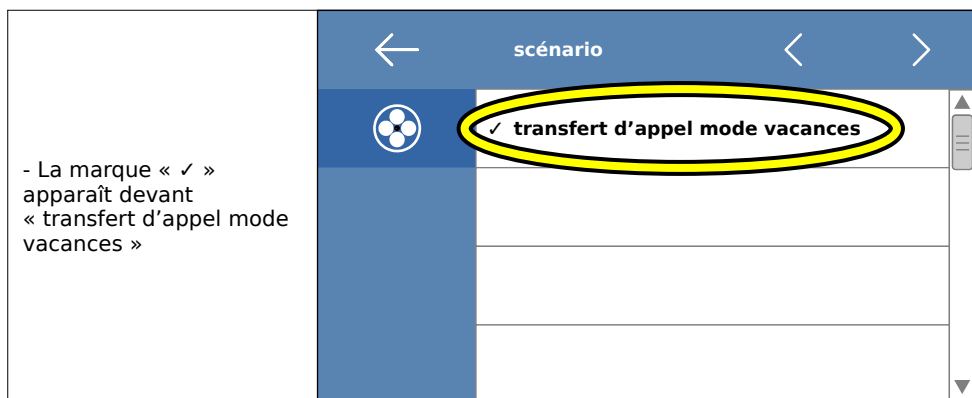 - La marque « ✓ »
apparaît devant
« transfert d’appel mode
vacances »
scénario
✓ transfert d’appel mode vacances